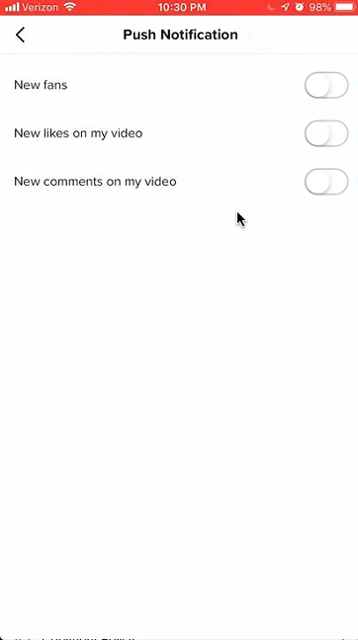 Verizon 10:30 PM 98%
Push Notification
New fans
New likes on my video
New comments on my video